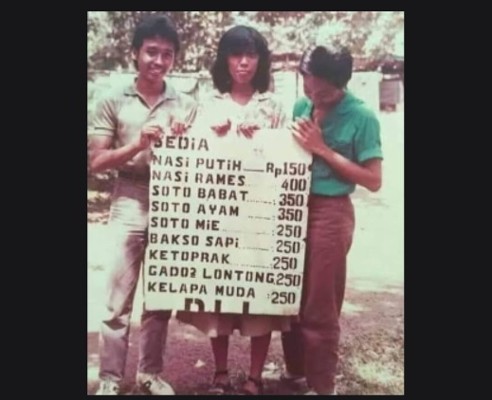 SEDIA
NASI PUTIH Rp150
NASI RAMES 400
SOTO BABAT 350
SOTO AYAM 350
SOTO MIE 250
BAKSO SAPI 250
KETOPRAK 250
GADO2 LONTONG 250
KELAPA MUDA 250
DLL